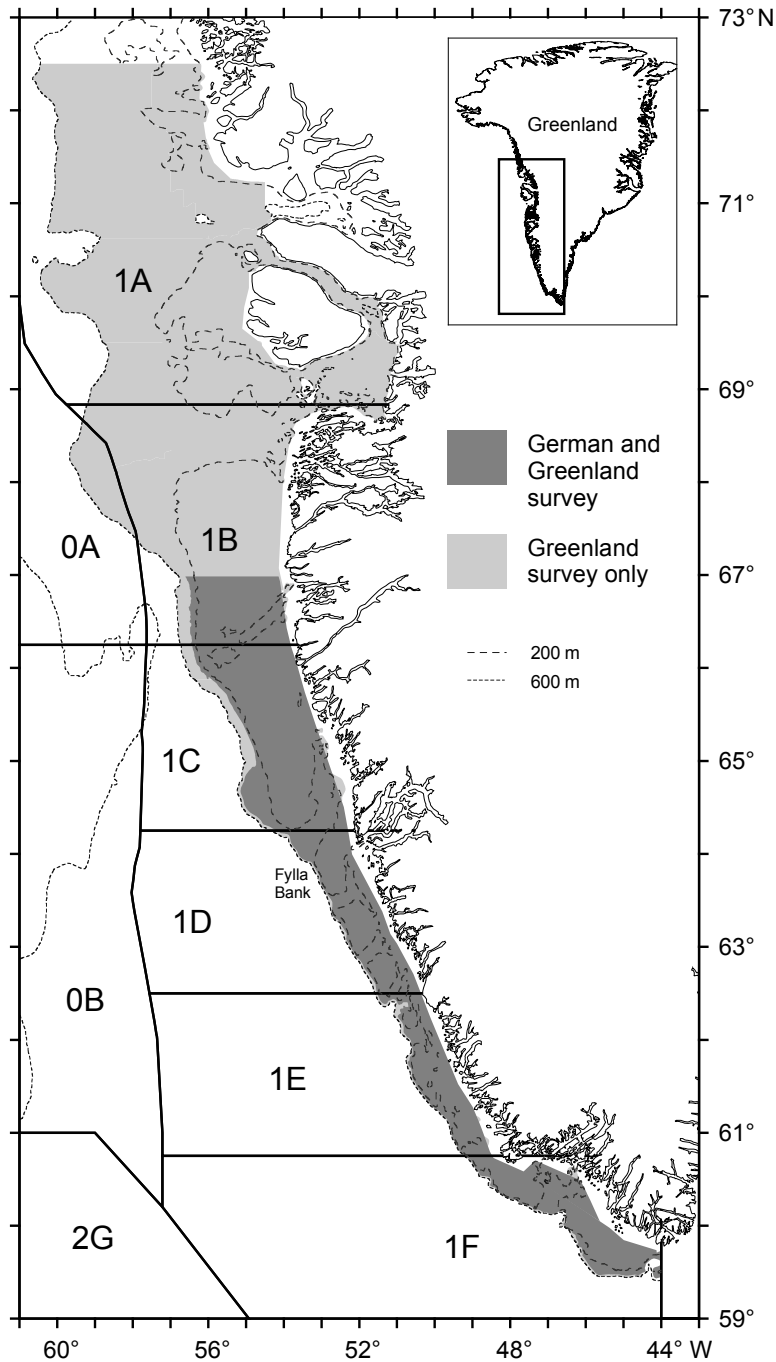 73° N
Greenland
71°
1A
69°
German and
Greenland
survey
0A
1B
Greenland
survey only
67°
200 m
600 m
1C
65°
Fylla
Bank
1D
63°
0B
1E
61°
2G
1F
59°
60°
56°
52°
48°
44° W